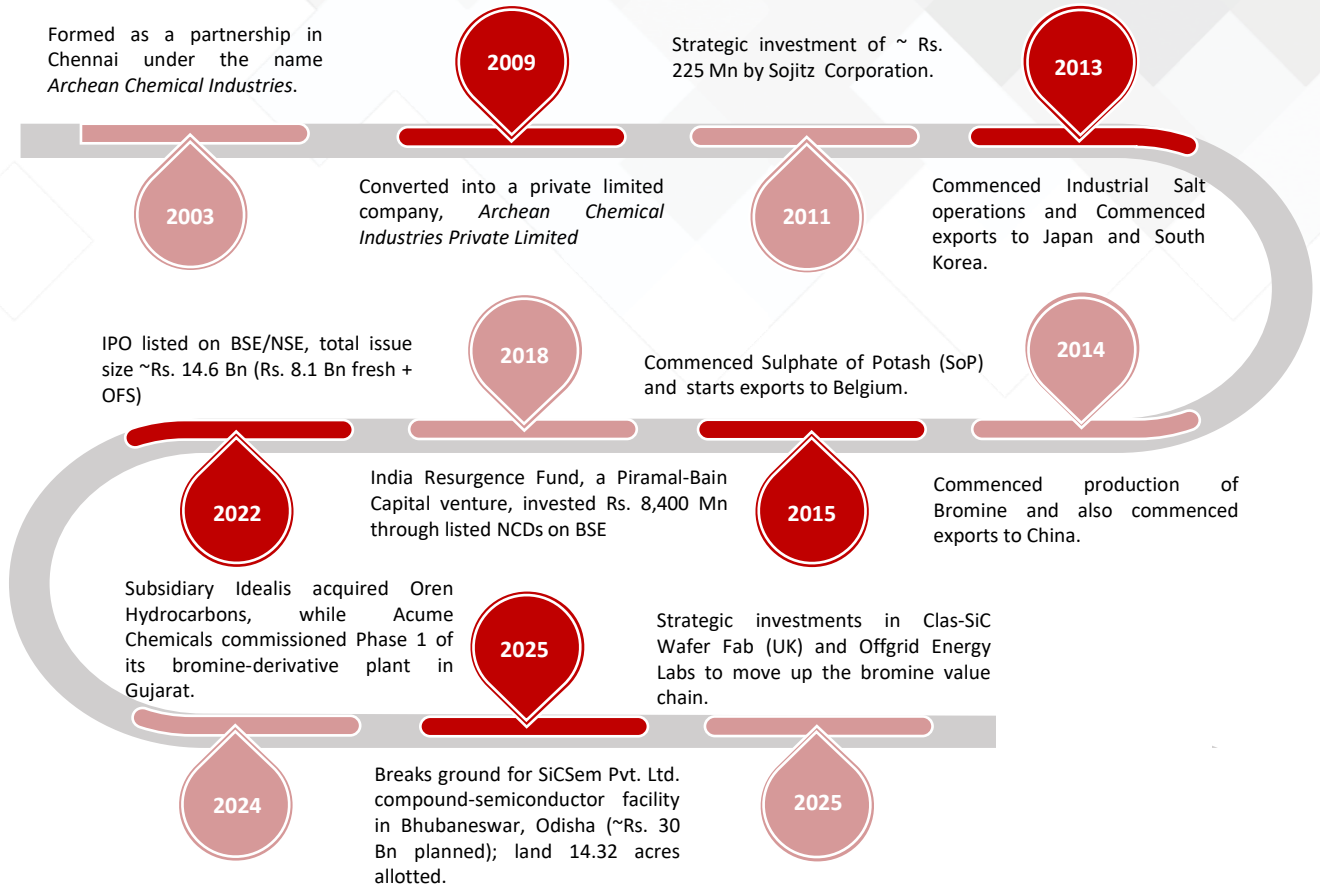 Formed as a partnership in
Chennai under the name
Archean Chemical Industries.
2003
2009
Converted into a private limited
company, Archean Chemical
Industries Private Limited
Strategic investment of ~ Rs.
225 Mn by Sojitz Corporation.
2011
2013
Commenced Industrial Salt
operations and Commenced
exports to Japan and South
Korea.
2014
Commenced production of
Bromine and also commenced
exports to China.
Commenced Sulphate of Potash (SoP)
and starts exports to Belgium.
2015
2018
India Resurgence Fund, a Piramal-Bain
Capital venture, invested Rs. 8,400 Mn
through listed NCDs on BSE
IPO listed on BSE/NSE, total issue
size ~Rs. 14.6 Bn (Rs. 8.1 Bn fresh +
OFS)
2022
Subsidiary Idealis acquired Oren
Hydrocarbons, while Acume
Chemicals commissioned Phase 1 of
its bromine-derivative plant in
Gujarat.
2024
2025
Breaks ground for SiCSem Pvt. Ltd.
compound-semiconductor facility
in Bhubaneswar, Odisha (~Rs. 30
Bn planned); land 14.32 acres
allotted.
Strategic investments in Clas-SiC
Wafer Fab (UK) and Offgrid Energy
Labs to move up the bromine value
chain.
2025